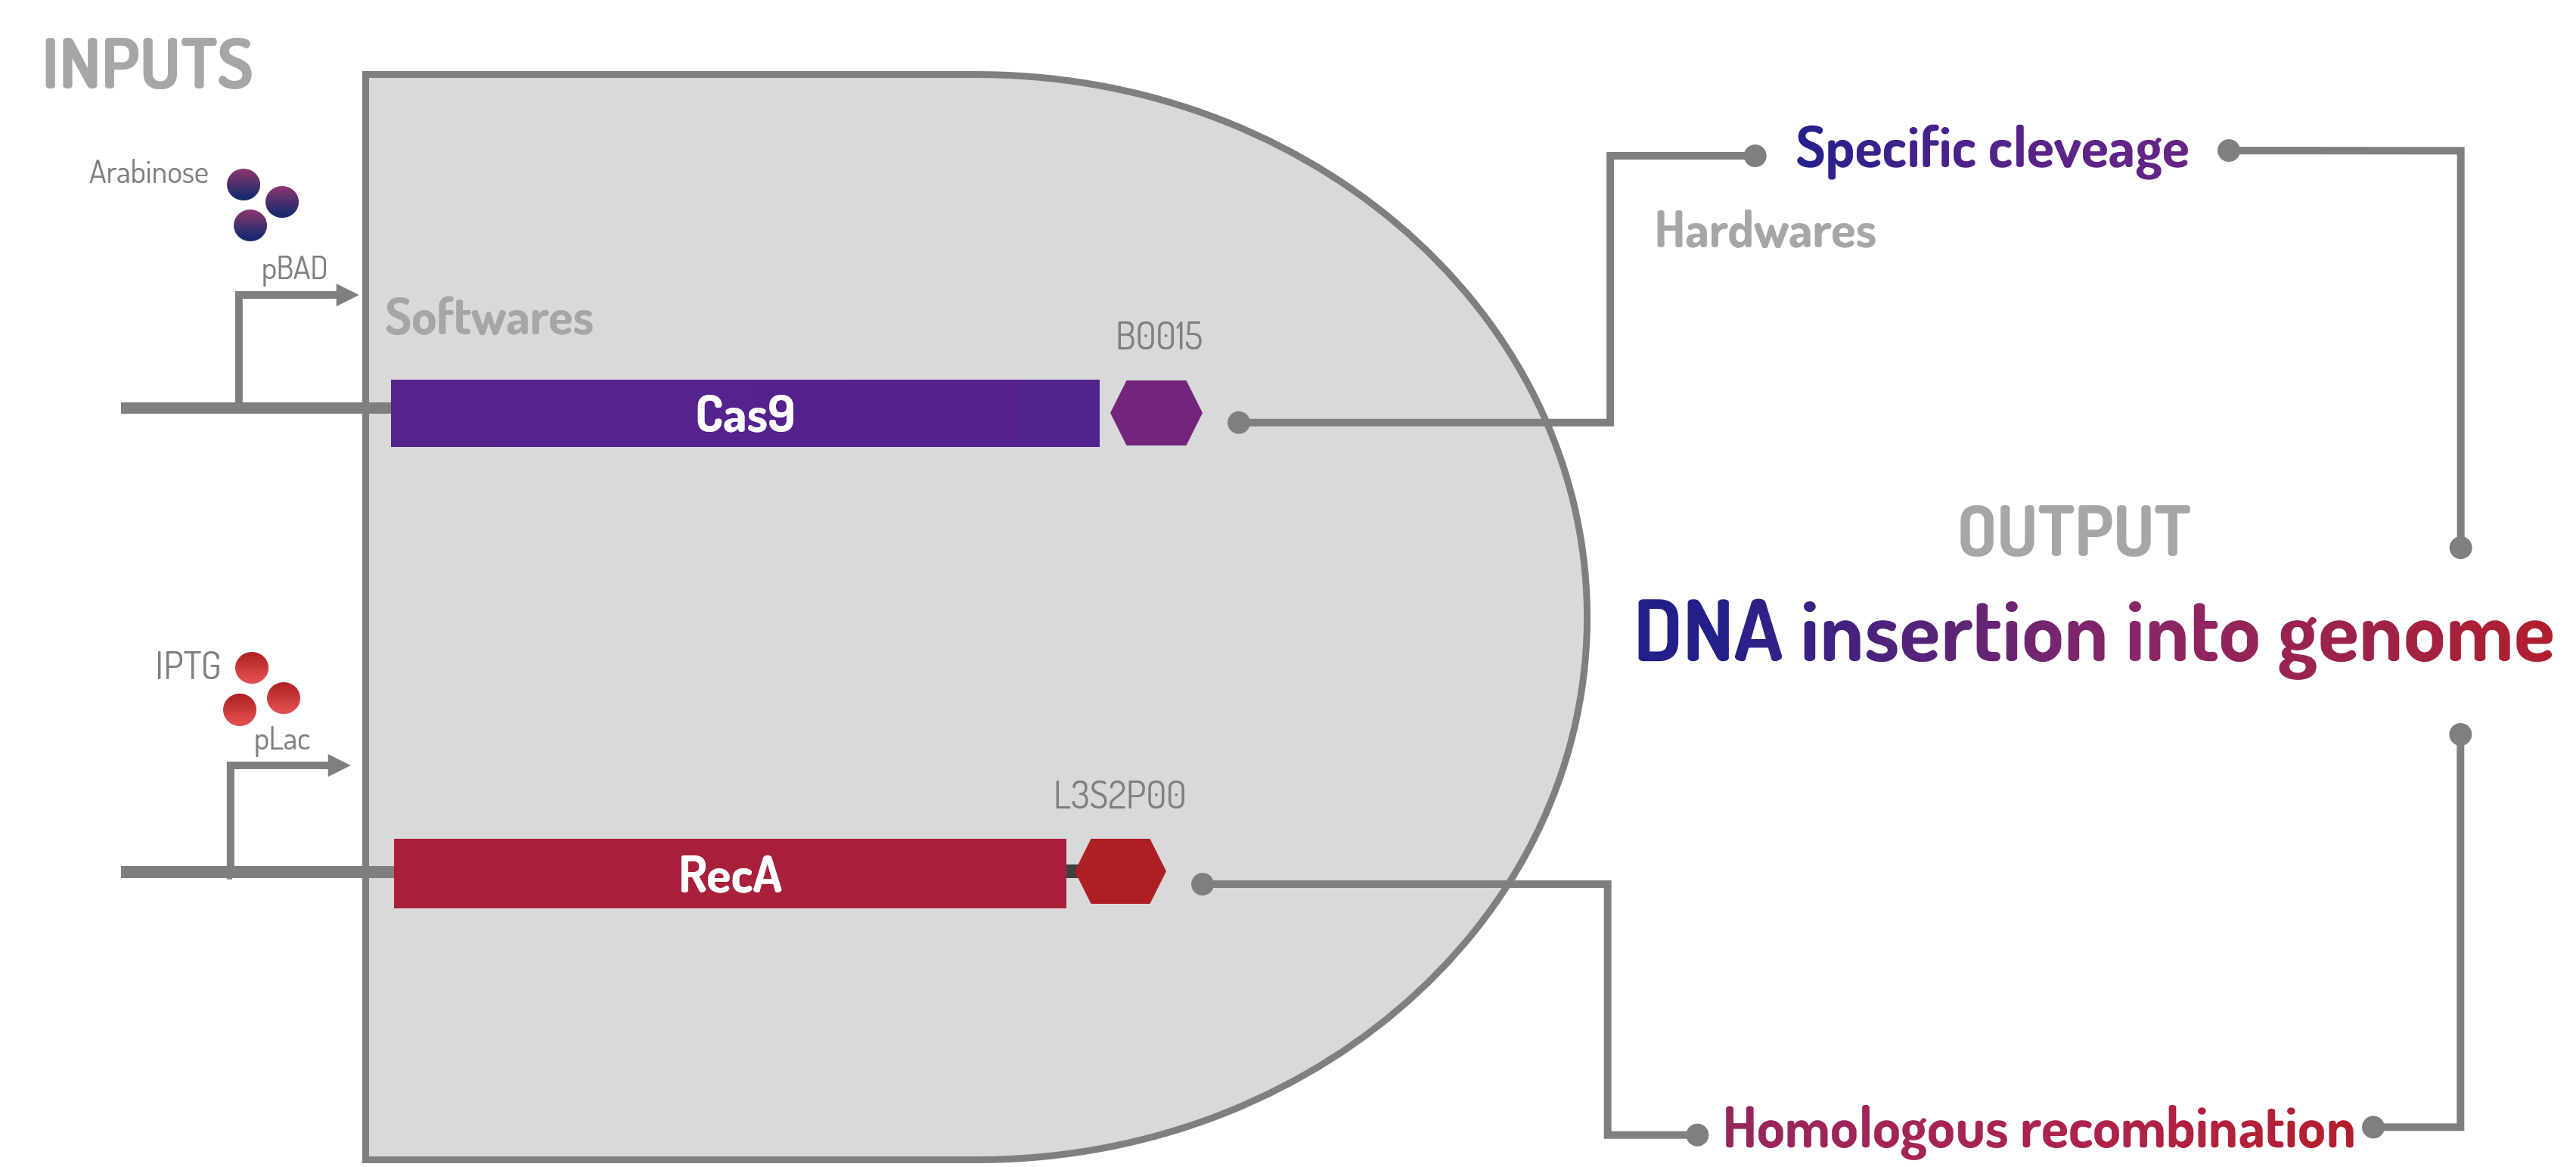 INPUTS
Arabinose
pBAD
Softwares
B0015
Cas9
Specific cleveage
Hardwares
OUTPUT
DNA insertion into genome
IPTG
pLac
L3S2P00
RecA
Homologous recombination